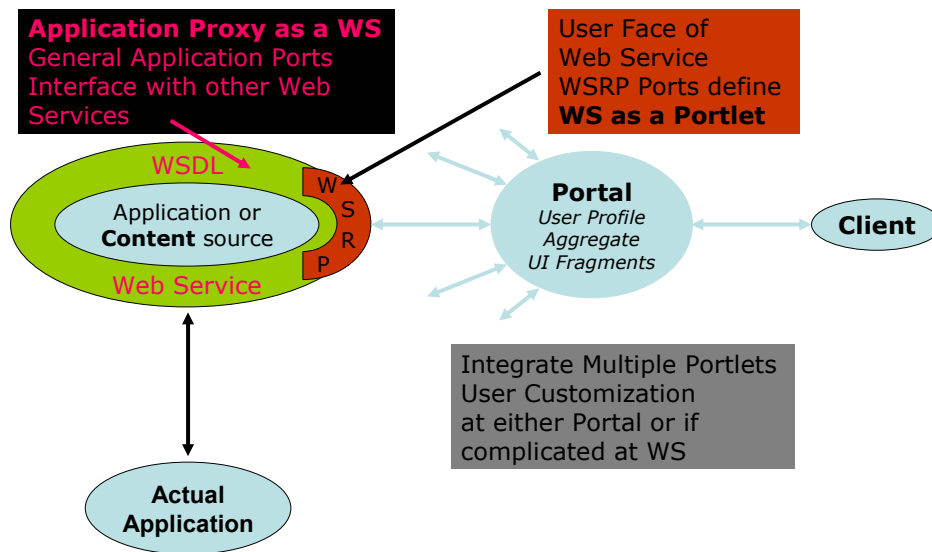 Application Proxy as a WS
General Application Ports
Interface with other Web
Services
User Face of
Web Service
WSRP Ports define
WS as a Portlet
WSDL
Application or
Content source
Web Service
W
S
R
P
Portal
User Profile
Aggregate
UI Fragments
Client
Integrate Multiple Portlets
User Customization
at either Portal or if
complicated at WS
Actual
Application